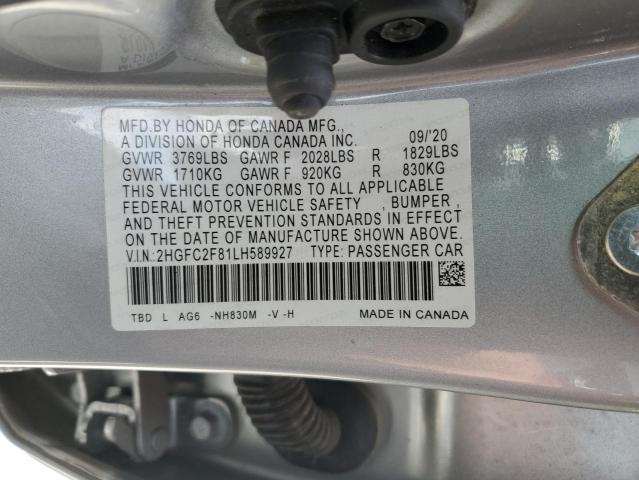 MFD.BY HONDA OF CANADA MFG.,
A DIVISION OF HONDA CANADA INC. 09/'20
GVWR 3769LBS GAWR F 2028LBS R 1829LBS
GVWR 1710KG GAWR F 920KG R 830KG
THIS VEHICLE CONFORMS TO ALL APPLICABLE
FEDERAL MOTOR VEHICLE SAFETY , BUMPER ,
AND THEFT PREVENTION STANDARDS IN EFFECT
ON THE DATE OF MANUFACTURE SHOWN ABOVE.
V.I.N.:2HGFC2F81LH589927 TYPE: PASSENGER CAR
TBD L AG6 -NH830M -V -H MADE IN CANADA